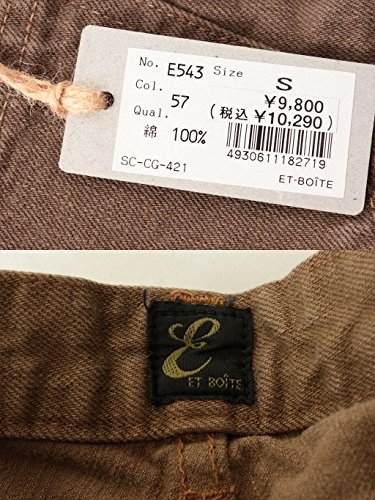 No. E543 Size S
Col. 57
Qual.
¥9,800
(税込 ¥10,290)
綿 100%
4930611182719
SC-CG-421
ET-BOîTE
E
ET BOîTE